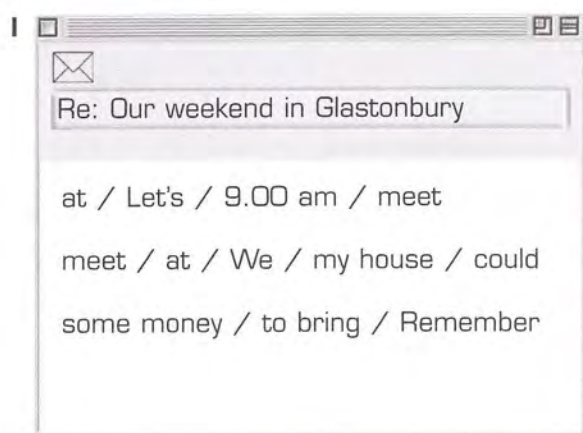 1
Re: Our weekend in Glastonbury
at / Let's / 9.00 am / meet
meet / at / We / my house / could
some money / to bring / Remember